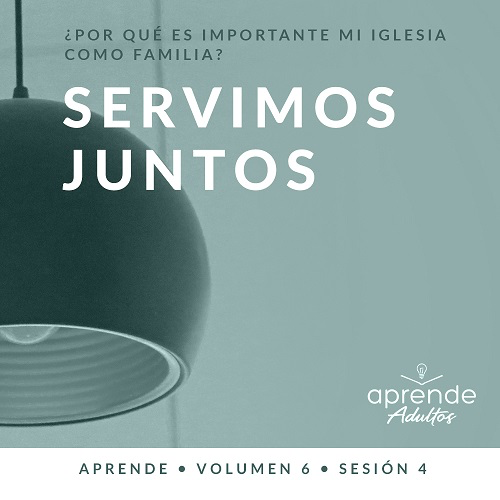 ¿POR QUÉ ES IMPORTANTE MI IGLESIA
COMO FAMILIA?
SERVIMOS
JUNTOS
aprende
Adultos
APRENDE • VOLUMEN 6 • SESIÓN 4